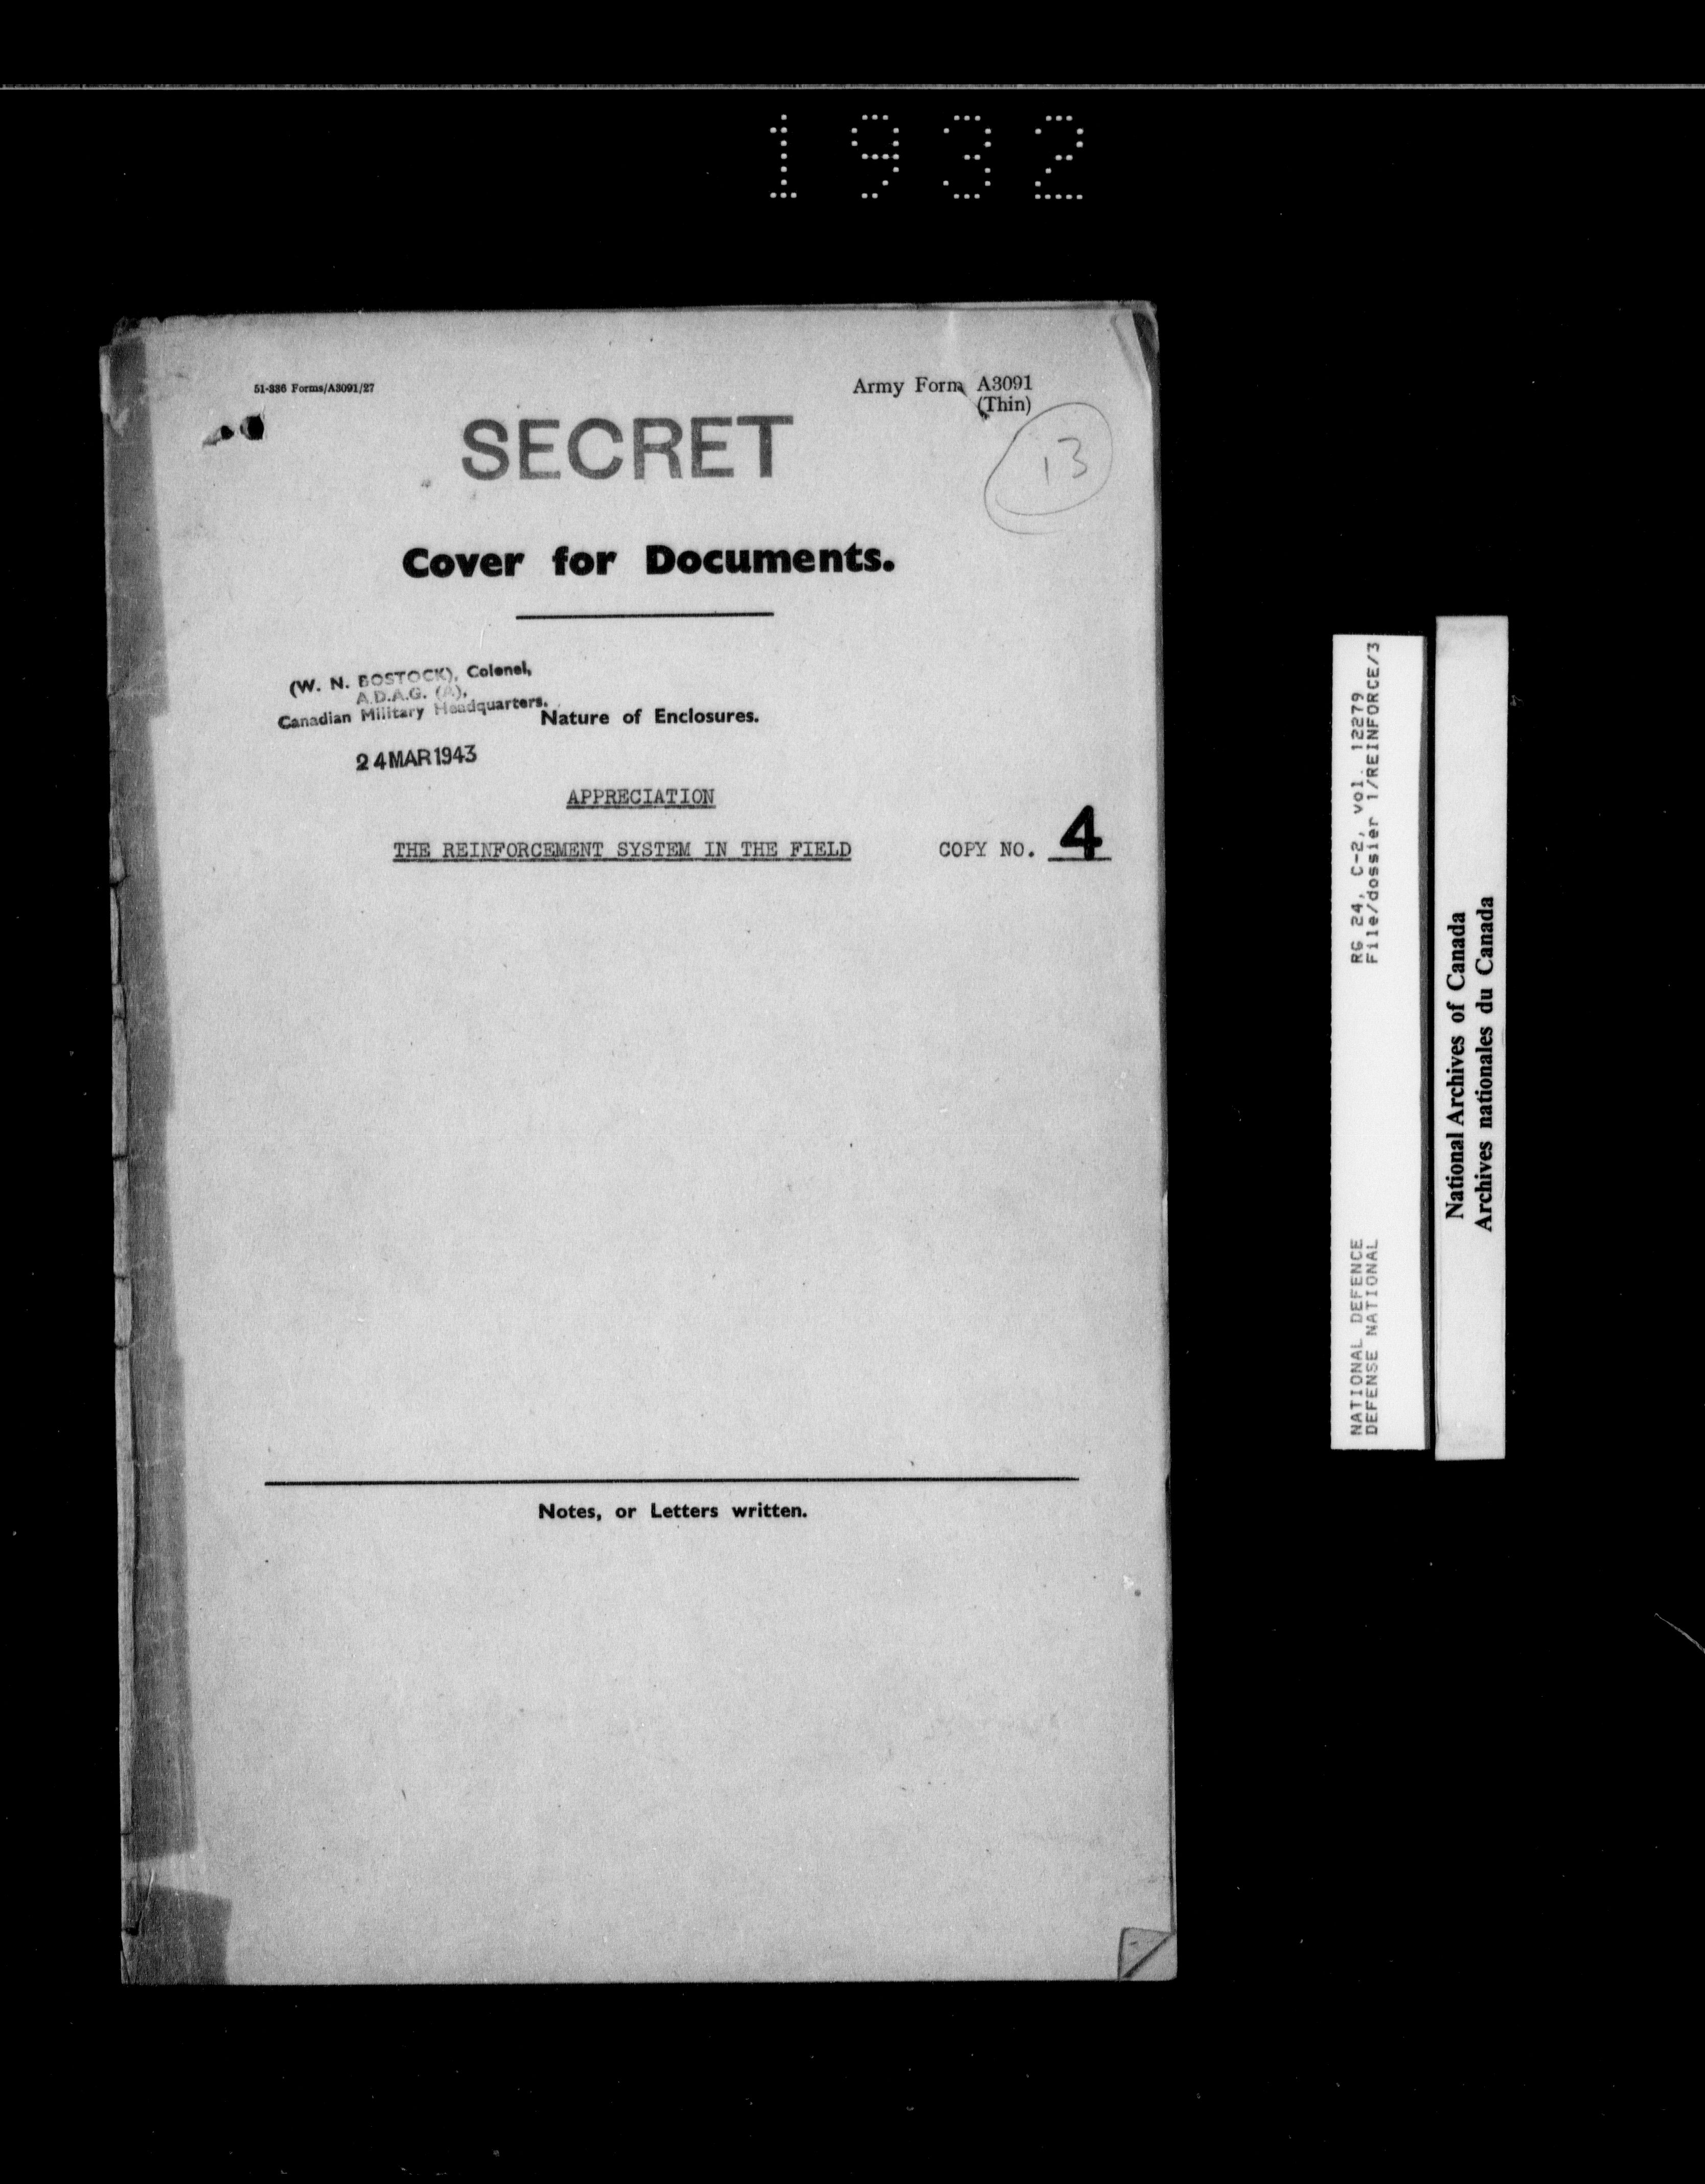 1932
51-336 Forms/A3091/27
Army Form A3091
(Thin)
SECRET
13
Cover for Documents.
(W. N. BOSTOCK), Colonel,
A.D.A.G. (A),
Canadian Military Headquarters.
Nature of Enclosures.
24 MAR 1943
APPRECIATION
THE REINFORCEMENT SYSTEM IN THE FIELD
COPY NO. 4
Notes, or Letters written.
NATIONAL DEFENCE RG 24, C-2, vol. 12279
DEFENSE NATIONAL File/dossier 1/REINFORCE/3
National Archives of Canada
Archives nationales du Canada